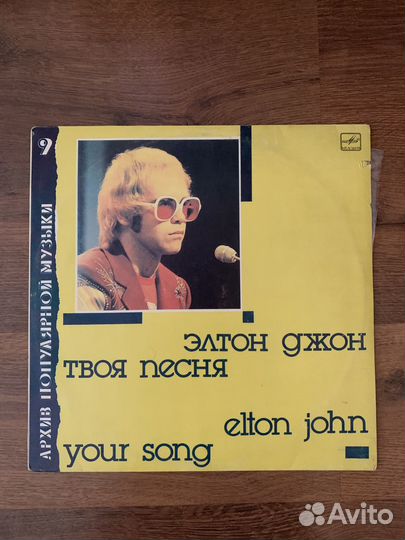 9
АРХИВ ПОПУЛЯРНОЙ МУЗЫКИ
элтон джон
твоя песня
elton john
your song
Avito